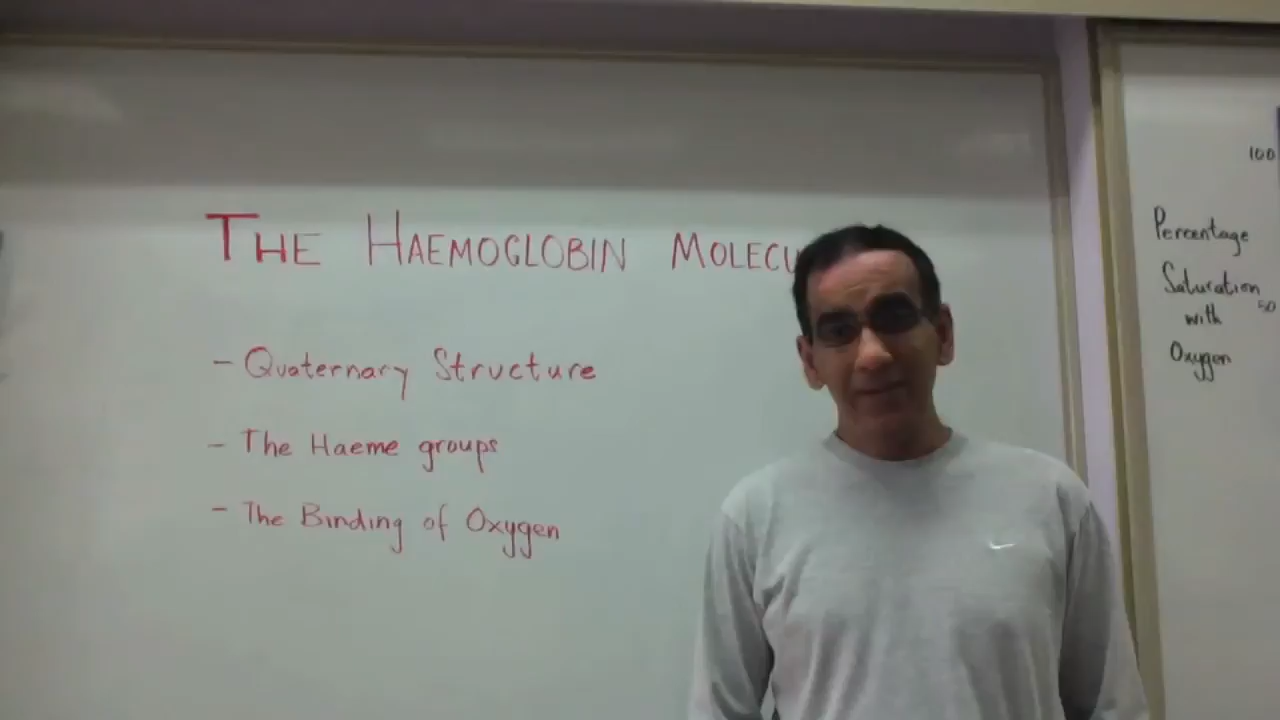 THE HAEMOGLOBIN MOLECU
- Quaternary Structure
- The Haeme groups
- The Binding of Oxygen
100
Percentage
Saturation
50
with
Oxygen